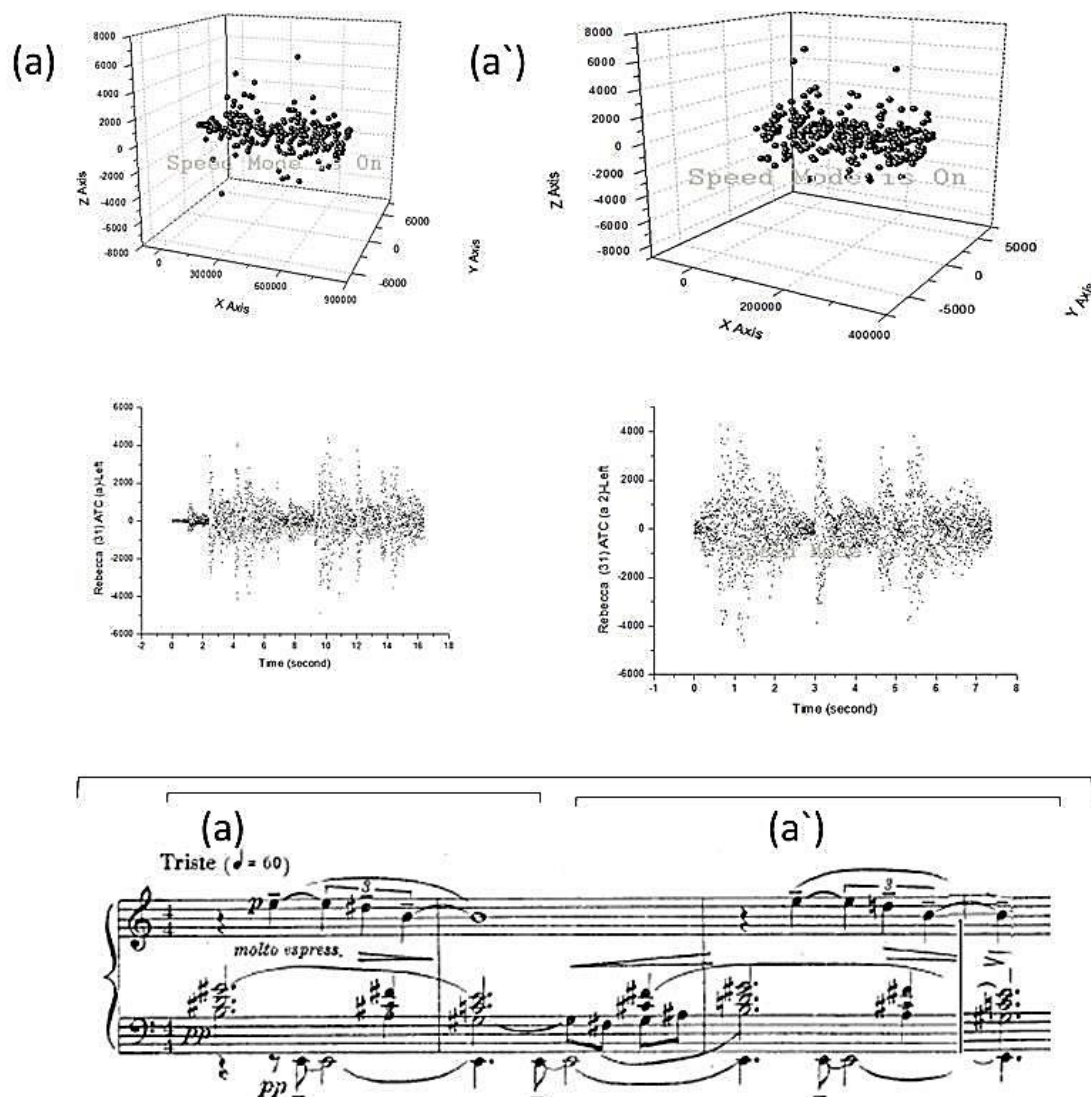 (a)
8000
6000
4000
2000
0
-2000
-4000
-6000
-8000
Z Axis
Speed Mode is On
0
300000
600000
900000
X Axis
6000
0
-6000
Y Axis
(a`)
8000
6000
4000
2000
0
-2000
-4000
-6000
-8000
Z Axis
Speed Mode is On
0
200000
400000
X Axis
5000
0
-5000
Y Axis
6000
4000
2000
0
-2000
-4000
-6000
Rebecca (31) ATC (a)-Left
-2 0 2 4 6 8 10 12 14 16 18
Time (second)
4000
2000
0
-2000
-4000
-6000
Rebecca (31) ATC (a 2)-Left
Speed Mode
-1 0 1 2 3 4 5 6 7 8
Time (second)
(a) (a`)
Triste (♩ = 60)
3 3
p
molto espress.
pp
pp